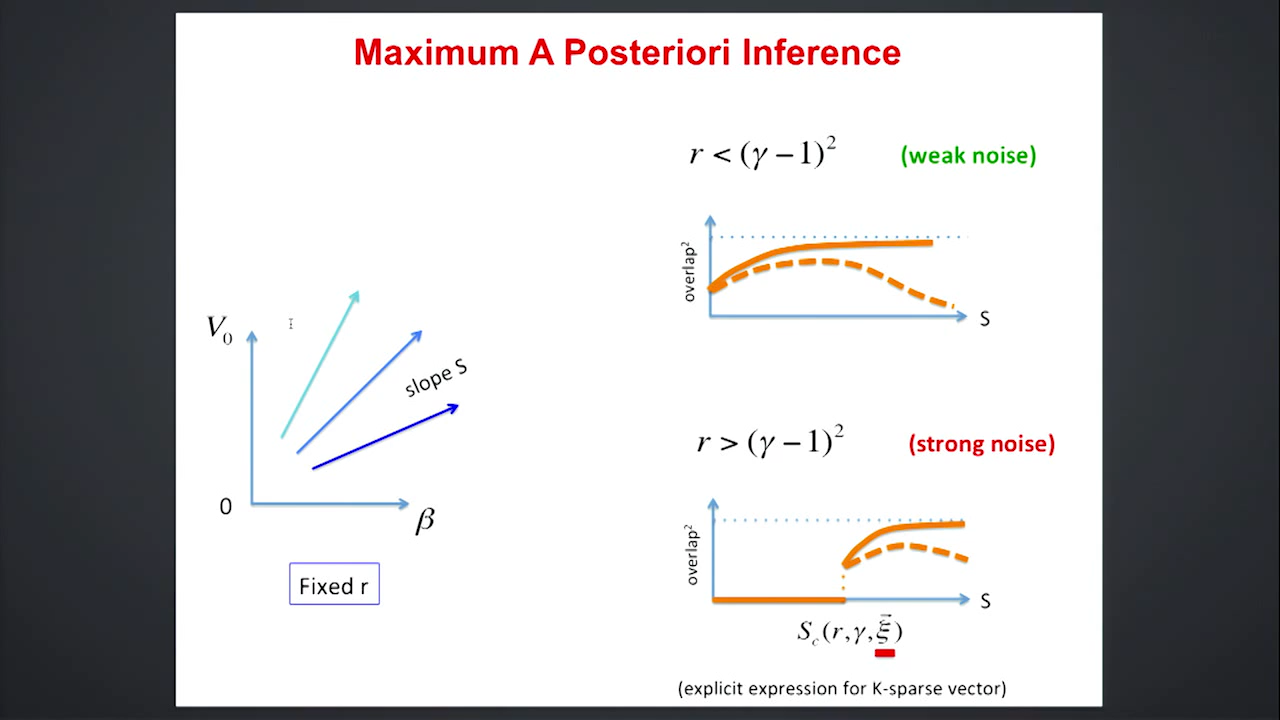 Maximum A Posteriori Inference
r < (γ − 1)²
(weak noise)
overlap²
S
V₀
slope S
0
β
Fixed r
r > (γ − 1)²
(strong noise)
overlap²
S
S_c(r,γ,ξ⃗)
(explicit expression for K-sparse vector)